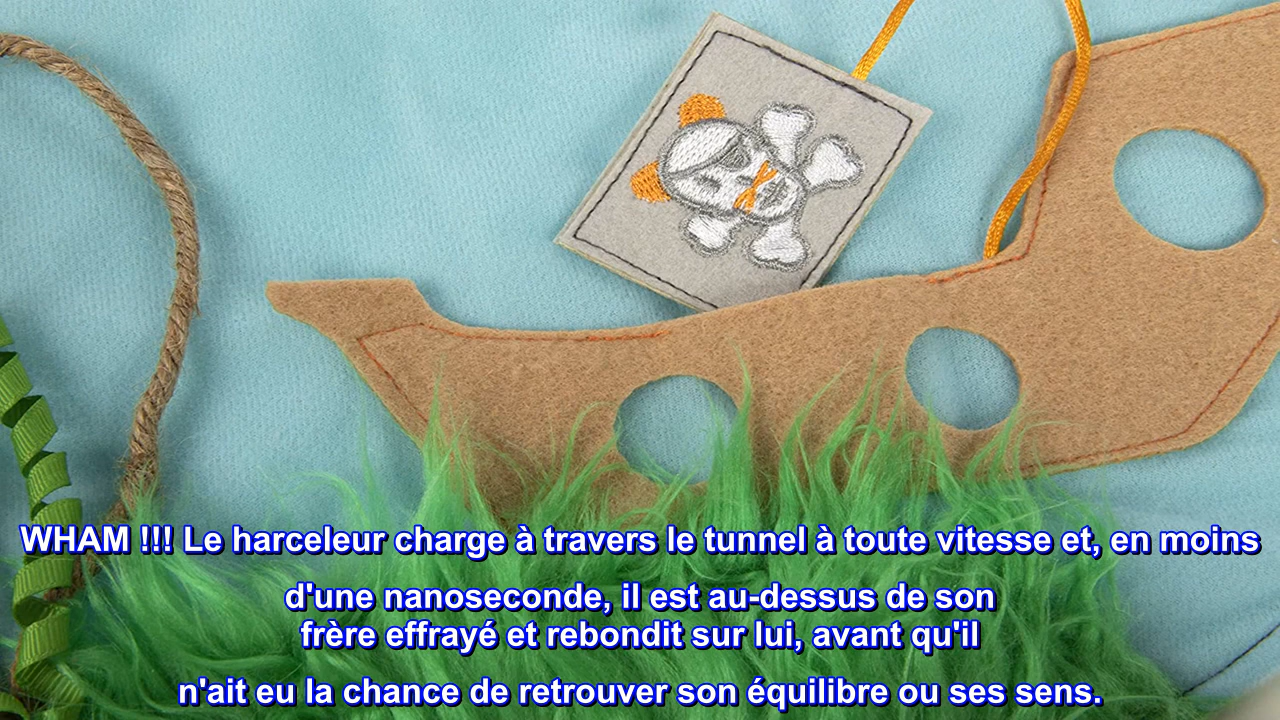 WHAM !!! Le harceleur charge à travers le tunnel à toute vitesse et, en moins
d'une nanoseconde, il est au-dessus de son
frère effrayé et rebondit sur lui, avant qu'il
n'ait eu la chance de retrouver son équilibre ou ses sens.